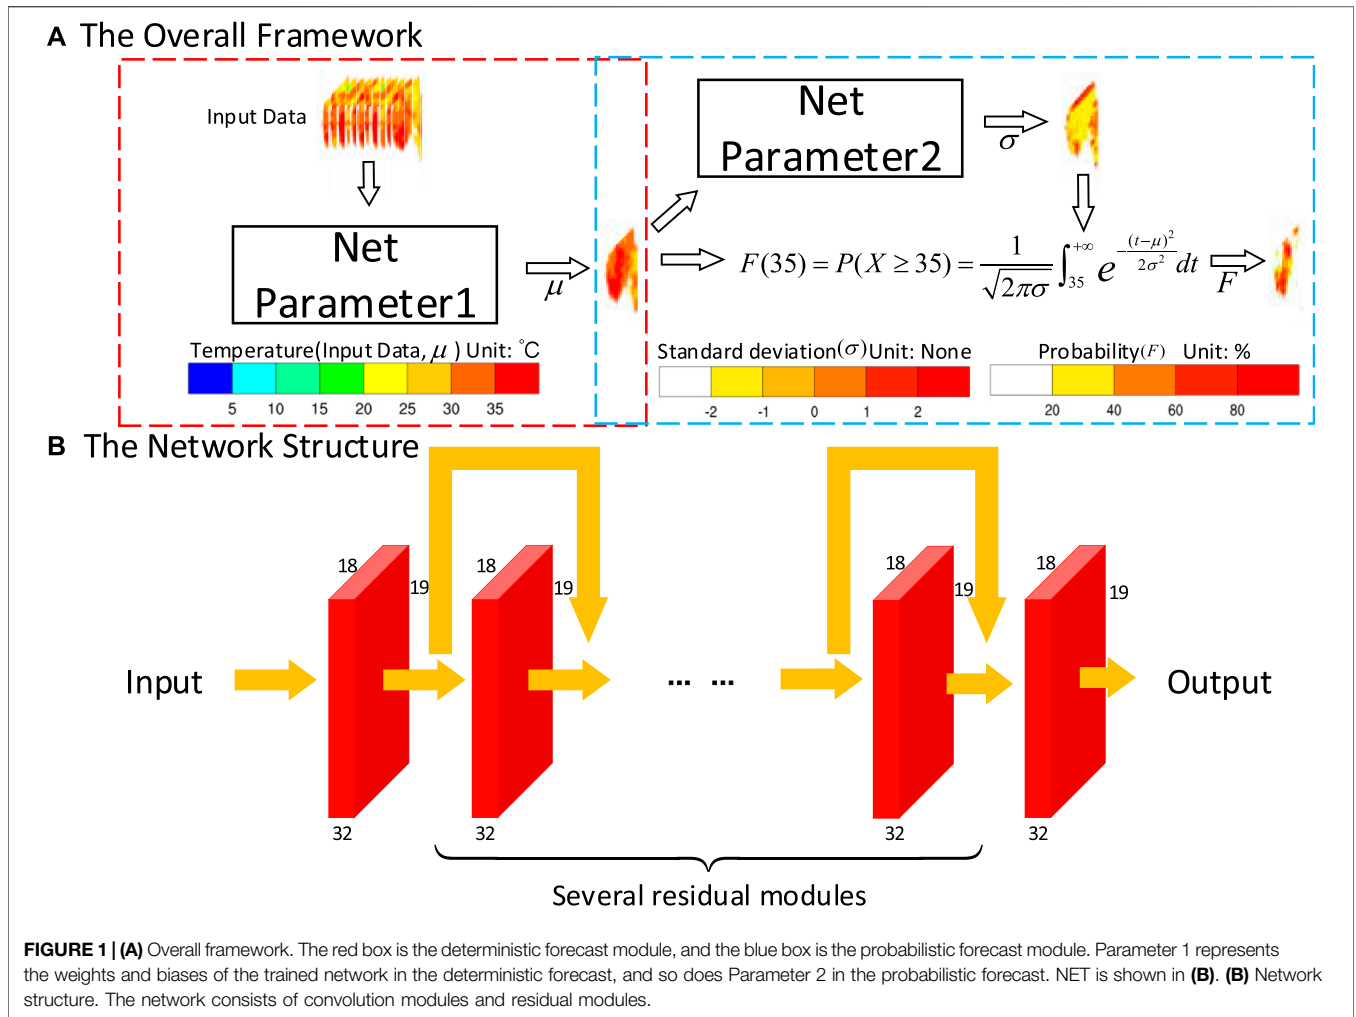 A The Overall Framework
Input Data
Net
Parameter1
μ
Net
Parameter2
σ
F(35) = P(X ≥ 35) = 1/√2πσ ∫₃₅⁺∞ e^−(t−μ)²/2σ² dt
F
Temperature(Input Data, μ ) Unit: °C
5 10 15 20 25 30 35
Standard deviation(σ)Unit: None
-2 -1 0 1 2
Probability(F) Unit: %
20 40 60 80
B The Network Structure
18 19 32
18 19 32
18 19 32
18 19 32
Input
... ...
Output
Several residual modules
FIGURE 1 | (A) Overall framework. The red box is the deterministic forecast module, and the blue box is the probabilistic forecast module. Parameter 1 represents
the weights and biases of the trained network in the deterministic forecast, and so does Parameter 2 in the probabilistic forecast. NET is shown in (B). (B) Network
structure. The network consists of convolution modules and residual modules.